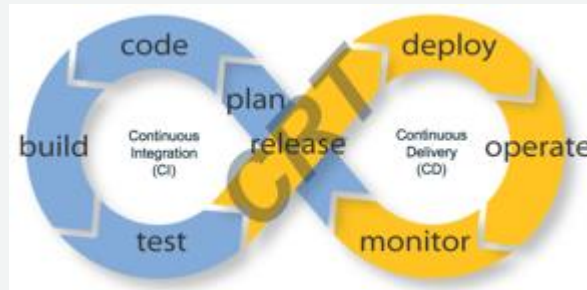 code
deploy
plan
CRT
build
Continuous
Integration
(CI)
release
Continuous
Delivery
(CD)
operate
test
monitor